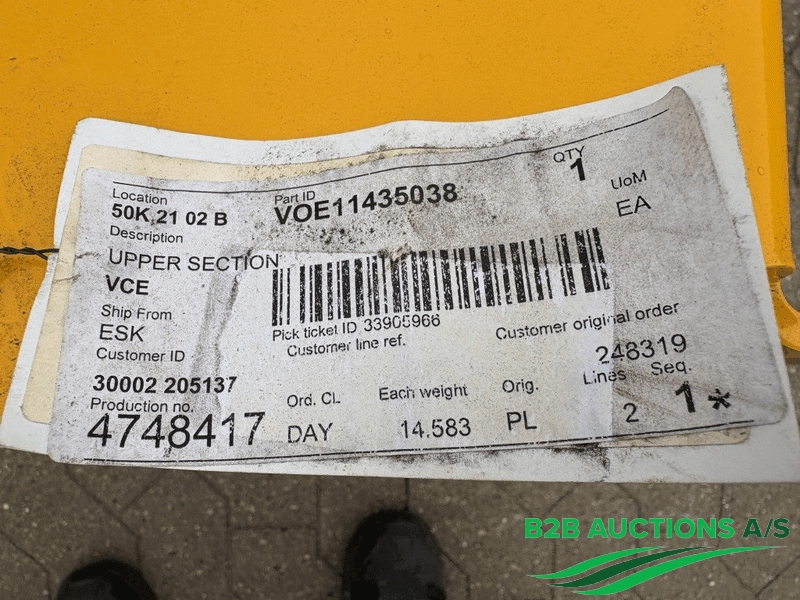 Location
50K 21 02 B
Part ID
VOE11435038
QTY
1
UoM
EA
Description
UPPER SECTION
VCE
Ship From
ESK
Pick ticket ID 33905966
Customer line ref.
Customer original order
248319
Customer ID
30002 205137
Ord. CL
DAY
Each weight
14.583
Orig.
PL
Lines
2
Seq.
1 *
Production no.
4748417
B2B AUCTIONS A/S